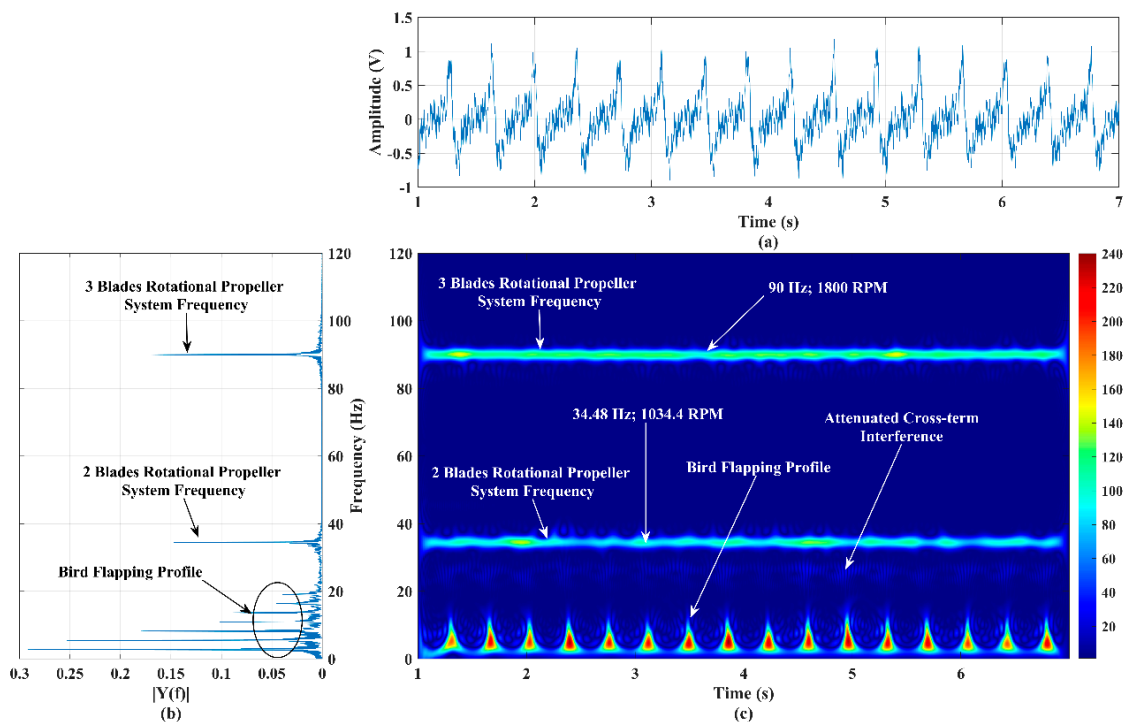 1.5
1
0.5
0
-0.5
-1
Amplitude (V)
1 2 3 4 5 6 7
Time (s)
(a)
3 Blades Rotational Propeller
System Frequency
2 Blades Rotational Propeller
System Frequency
Bird Flapping Profile
120
100
80
60
40
20
0
Frequency (Hz)
0.3 0.25 0.2 0.15 0.1 0.05 0
|Y(f)|
(b)
120
100
80
60
40
20
0
3 Blades Rotational Propeller
System Frequency
90 Hz; 1800 RPM
34.48 Hz; 1034.4 RPM
Attenuated Cross-term
Interference
2 Blades Rotational Propeller
System Frequency
Bird Flapping Profile
1 2 3 4 5 6
Time (s)
(c)
240
220
200
180
160
140
120
100
80
60
40
20